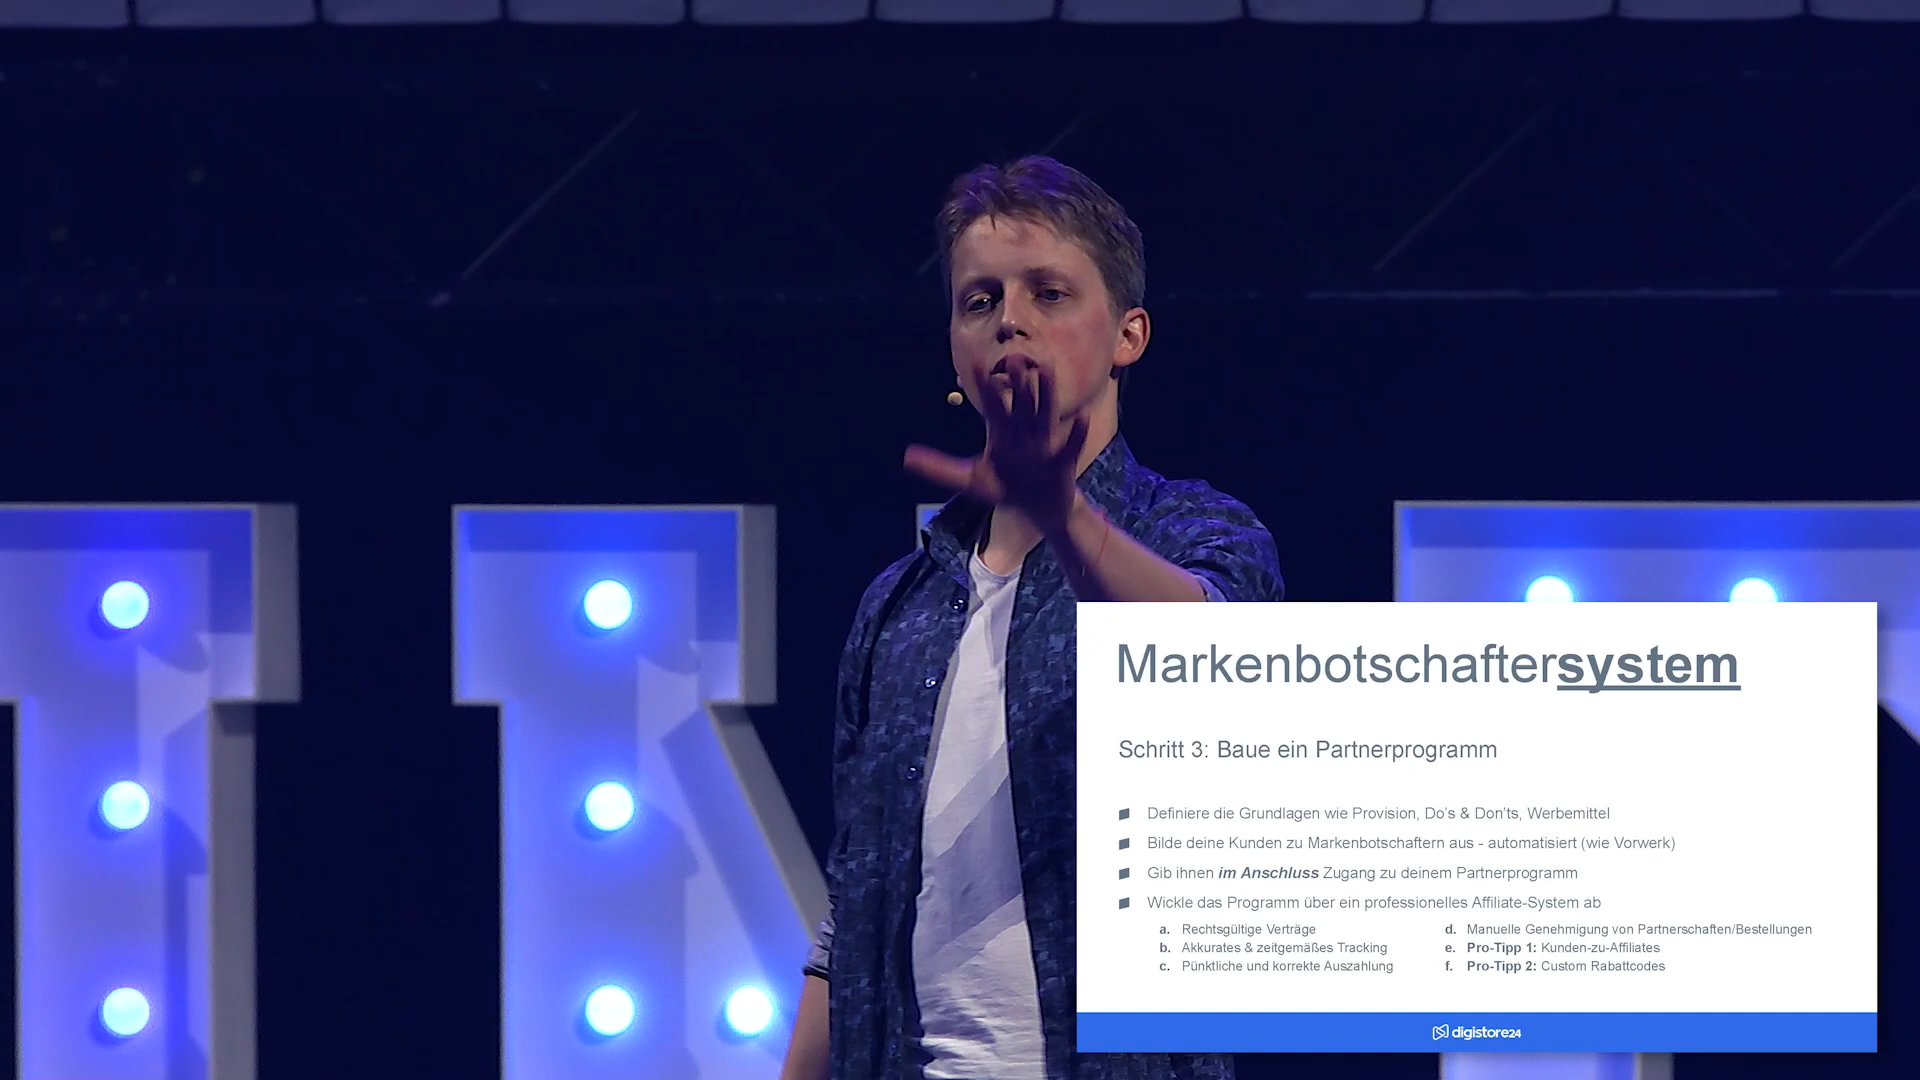 Markenbotschaftersystem
Schritt 3: Baue ein Partnerprogramm
Definiere die Grundlagen wie Provision, Do's & Don'ts, Werbemittel
Bilde deine Kunden zu Markenbotschaftern aus - automatisiert (wie Vorwerk)
Gib ihnen im Anschluss Zugang zu deinem Partnerprogramm
Wickle das Programm über ein professionelles Affiliate-System ab
a. Rechtsgültige Verträge
b. Akkurates & zeitgemäßes Tracking
c. Pünktliche und korrekte Auszahlung
d. Manuelle Genehmigung von Partnerschaften/Bestellungen
e. Pro-Tipp 1: Kunden-zu-Affiliates
f. Pro-Tipp 2: Custom Rabattcodes
digistore24